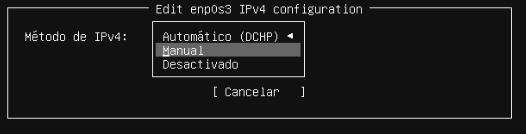 Edit enp0s3 IPv4 configuration
Método de IPv4:
Automático (DCHP) ◂
Manual
Desactivado
[ Cancelar ]